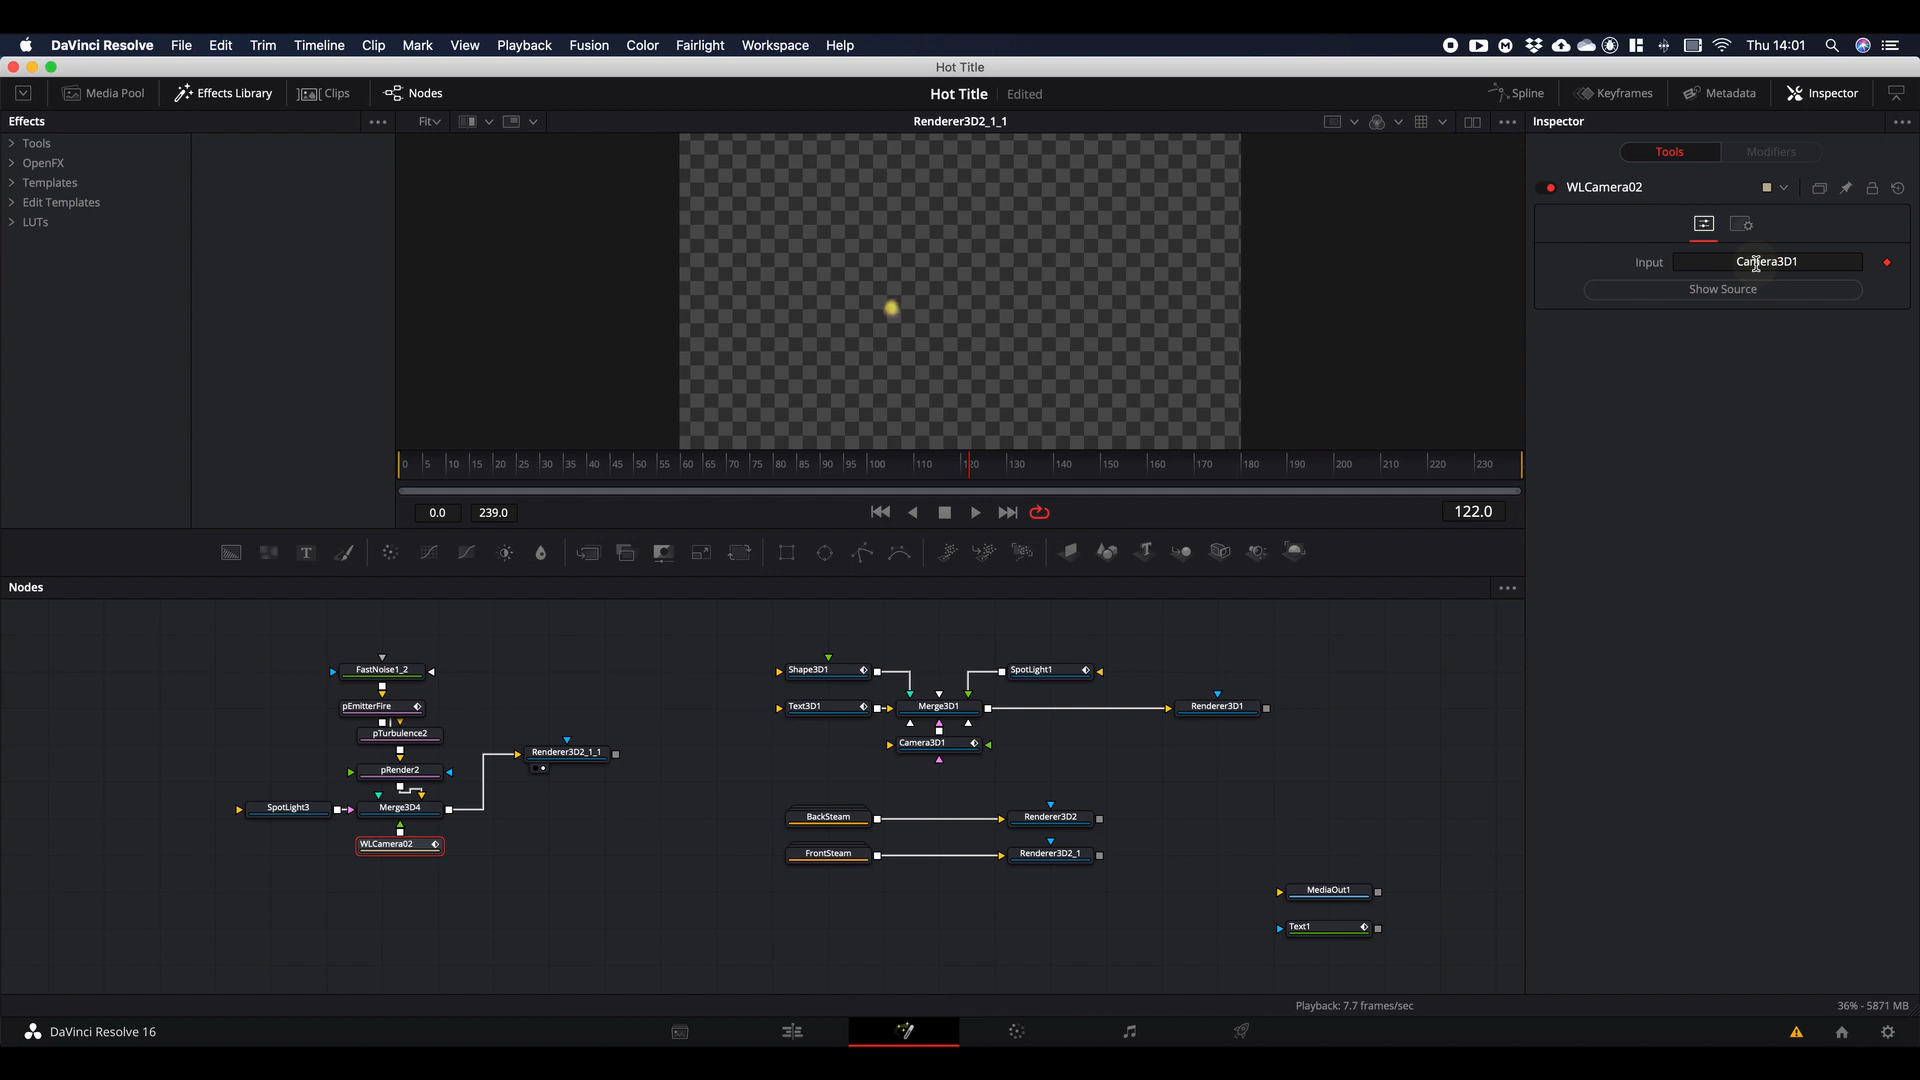 DaVinci Resolve File Edit Trim Timeline Clip Mark View Playback Fusion Color Fairlight Workspace Help Thu 14:01
Hot Title
Media Pool Effects Library Clips Nodes Hot Title Edited Spline Keyframes Metadata Inspector
Effects Fit Renderer3D2_1_1 Inspector
Tools
OpenFX
Templates
Edit Templates
LUTs
Tools Modifiers
WLCamera02
Input Camera3D1
Show Source
0 5 10 15 20 25 30 35 40 45 50 55 60 65 70 75 80 85 90 95 100 110 120 130 140 150 160 170 180 190 200 210 220 230
0.0 239.0 122.0
Nodes
FastNoise1_2 Shape3D1 SpotLight1
pEmitterFire Text3D1 Merge3D1 Renderer3D1
pTurbulence2 Renderer3D2_1_1 Camera3D1
pRender2
SpotLight3 Merge3D4 BackSteam Renderer3D2
WLCamera02 FrontSteam Renderer3D2_1
MediaOut1
Text1
Playback: 7.7 frames/sec 36% - 5871 MB
DaVinci Resolve 16